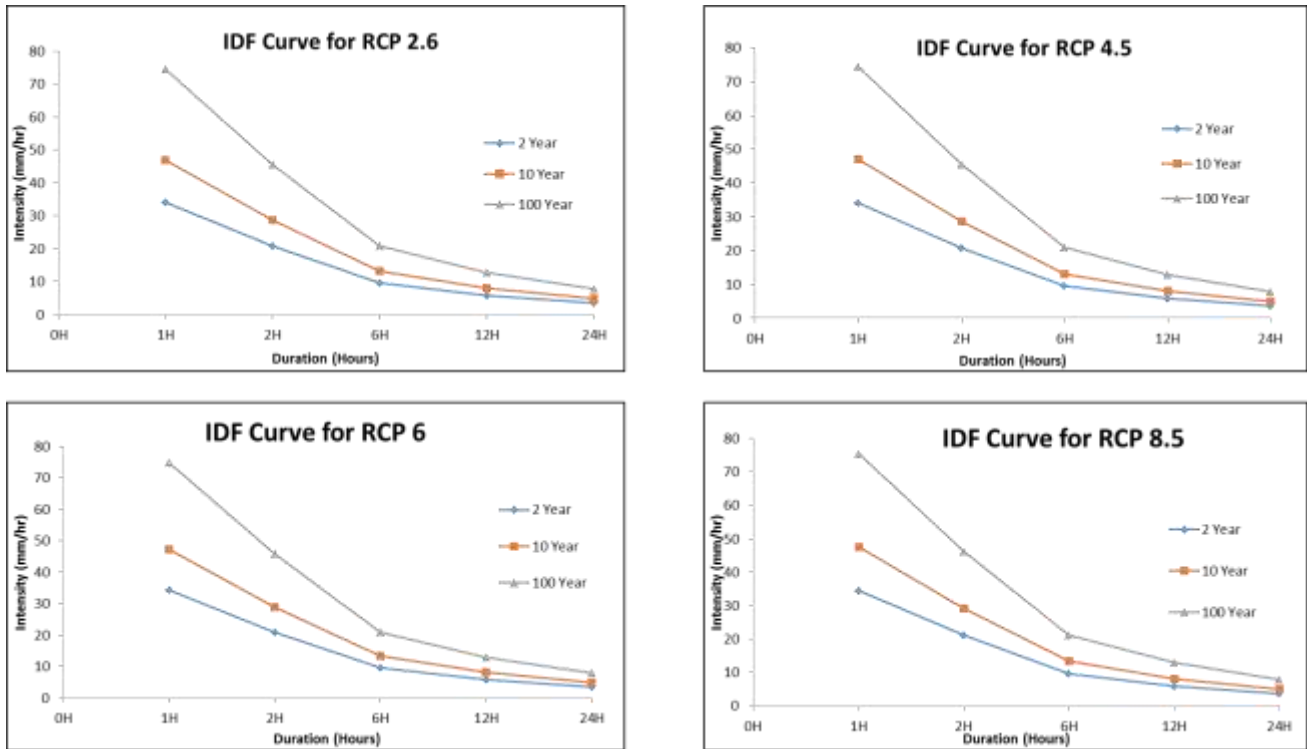 IDF Curve for RCP 2.6
80
70
60
50
40
30
20
10
0
Intensity (mm/hr)
2 Year
10 Year
100 Year
0H 1H 2H 6H 12H 24H
Duration (Hours)
IDF Curve for RCP 4.5
80
70
60
50
40
30
20
10
0
Intensity (mm/hr)
2 Year
10 Year
100 Year
0H 1H 2H 6H 12H 24H
Duration (Hours)
IDF Curve for RCP 6
80
70
60
50
40
30
20
10
0
Intensity (mm/hr)
2 Year
10 Year
100 Year
0H 1H 2H 6H 12H 24H
Duration (Hours)
IDF Curve for RCP 8.5
80
70
60
50
40
30
20
10
0
Intensity (mm/hr)
2 Year
10 Year
100 Year
0H 1H 2H 6H 12H 24H
Duration (Hours)